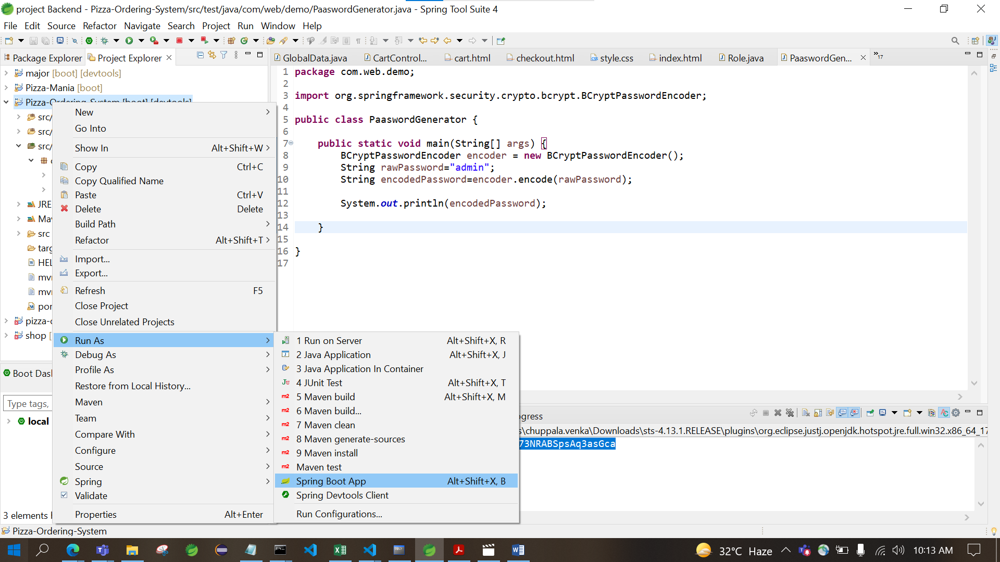 project Backend - Pizza-Ordering-System/src/test/java/com/web/demo/PaaswordGenerator.java - Spring Tool Suite 4
File Edit Source Refactor Navigate Search Project Run Window Help
Package Explorer
Project Explorer
major [boot] [devtools]
Pizza-Mania [boot]
Pizza-Ordering-System [boot] [devtools]
src/
src/
src/
JRE
src
HEL
shop [
Boot Das
Type tags,
local
3 elements
Pizza-Ordering-System
New
Go Into
Show In Alt+Shift+W
Copy Ctrl+C
Copy Qualified Name
Paste Ctrl+V
Delete Delete
Build Path
Refactor Alt+Shift+T
Import...
Export...
Refresh F5
Close Project
Close Unrelated Projects
Run As
Debug As
Profile As
Restore from Local History...
Maven
Team
Compare With
Configure
Source
Spring
Validate
Properties Alt+Enter
1 Run on Server Alt+Shift+X, R
2 Java Application Alt+Shift+X, J
3 Java Application In Container
4 JUnit Test Alt+Shift+X, T
5 Maven build Alt+Shift+X, M
6 Maven build...
7 Maven clean
8 Maven generate-sources
9 Maven install
Maven test
Spring Boot App Alt+Shift+X, B
Spring Devtools Client
Run Configurations...
GlobalData.java CartControl... cart.html checkout.html style.css index.html Role.java PaaswordGen... »17
1 package com.web.demo;
2
3 import org.springframework.security.crypto.bcrypt.BCryptPasswordEncoder;
4
5 public class PaaswordGenerator {
6
7 public static void main(String[] args) {
8 BCryptPasswordEncoder encoder = new BCryptPasswordEncoder();
9 String rawPassword="admin";
10 String encodedPassword=encoder.encode(rawPassword);
11
12 System.out.println(encodedPassword);
13
14 }
15
16 }
17
ogress
s\chuppala.venka\Downloads\sts-4.13.1.RELEASE\plugins\org.eclipse.justj.openjdk.hotspot.jre.full.win32.x86_64_17
73NRABSpsAq3asGca
32°C Haze
10:13 AM